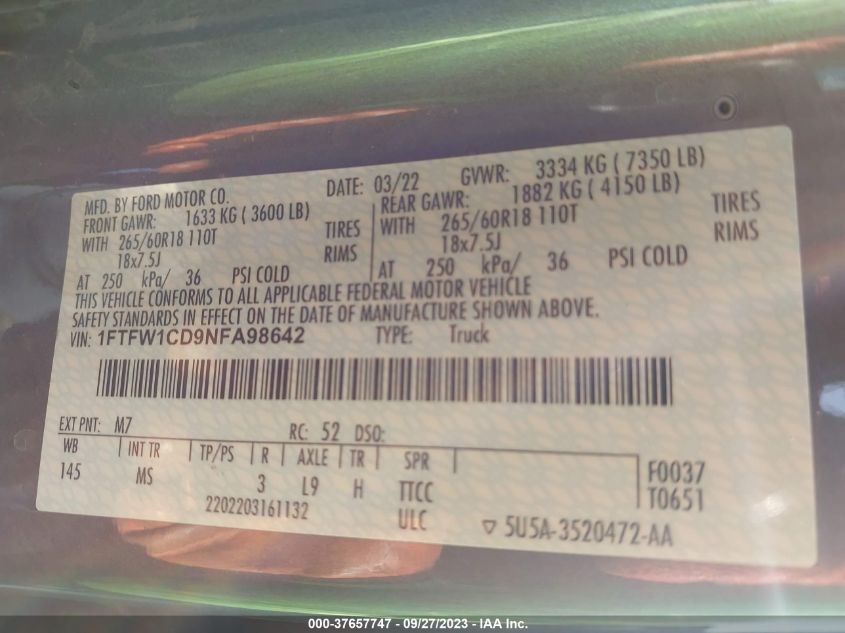 MFD. BY FORD MOTOR CO. DATE: 03/22 GVWR: 3334 KG ( 7350 LB)
FRONT GAWR: 1633 KG ( 3600 LB) REAR GAWR: 1882 KG ( 4150 LB)
WITH 265/60R18 110T TIRES WITH 265/60R18 110T TIRES
18x7.5J RIMS 18x7.5J RIMS
AT 250 kPa/ 36 PSI COLD AT 250 kPa/ 36 PSI COLD
THIS VEHICLE CONFORMS TO ALL APPLICABLE FEDERAL MOTOR VEHICLE
SAFETY STANDARDS IN EFFECT ON THE DATE OF MANUFACTURE SHOWN ABOVE.
VIN: 1FTFW1CD9NFA98642 TYPE: Truck
EXT PNT: M7 RC: 52 DSO:
WB INT TR TP/PS R AXLE TR SPR F0037
145 MS 3 L9 H TTCC T0651
2202203161132 ULC 5U5A-3520472-AA
000-37657747 - 09/27/2023 - IAA Inc.